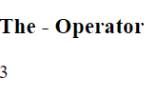 The - Operator
3